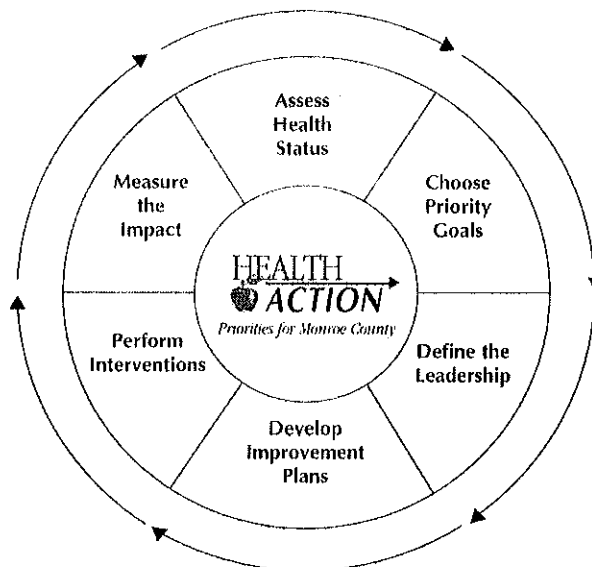 Assess
Health
Status
Choose
Priority
Goals
Define the
Leadership
Develop
Improvement
Plans
Perform
Interventions
Measure
the
Impact
HEALTH
ACTION
Priorities for Monroe County